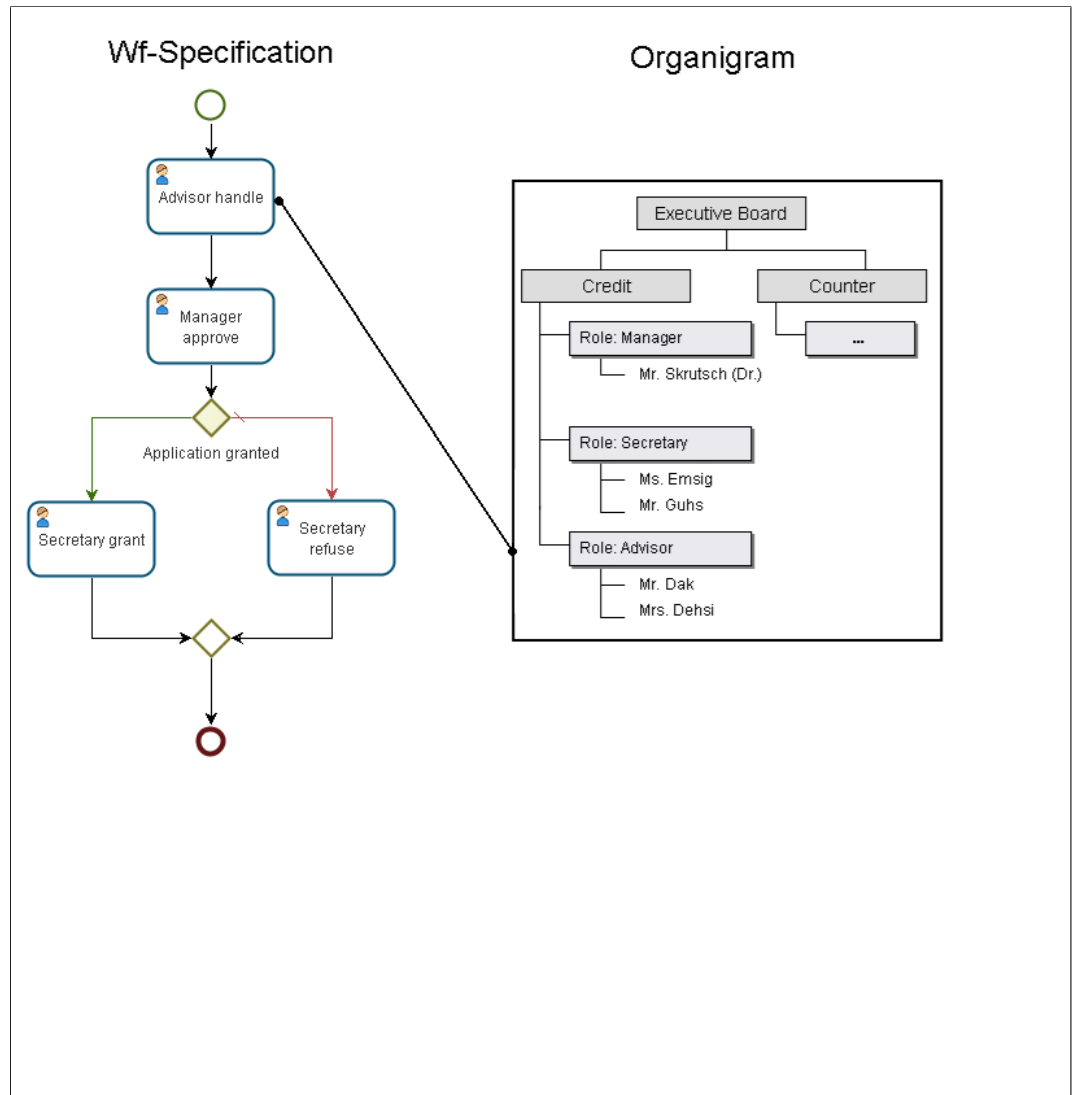 Wf-Specification
Organigram
Advisor handle
Manager
approve
Application granted
Secretary grant
Secretary
refuse
Executive Board
Credit
Counter
Role: Manager
...
Mr. Skrutsch (Dr.)
Role: Secretary
Ms. Emsig
Mr. Guhs
Role: Advisor
Mr. Dak
Mrs. Dehsi